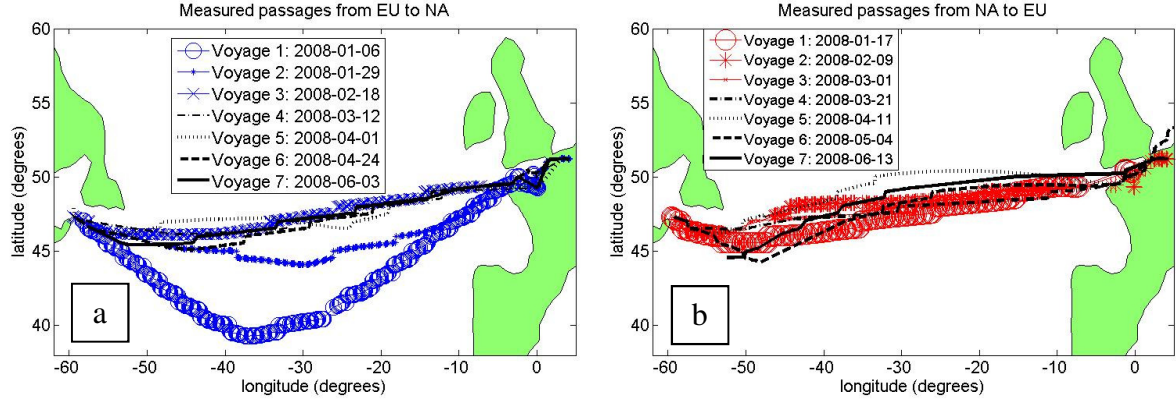 Measured passages from EU to NA
60
55
50
45
40
latitude (degrees)
Voyage 1: 2008-01-06
Voyage 2: 2008-01-29
Voyage 3: 2008-02-18
Voyage 4: 2008-03-12
Voyage 5: 2008-04-01
Voyage 6: 2008-04-24
Voyage 7: 2008-06-03
a
-60 -50 -40 -30 -20 -10 0
longitude (degrees)
Measured passages from NA to EU
60
55
50
45
40
latitude (degrees)
Voyage 1: 2008-01-17
Voyage 2: 2008-02-09
Voyage 3: 2008-03-01
Voyage 4: 2008-03-21
Voyage 5: 2008-04-11
Voyage 6: 2008-05-04
Voyage 7: 2008-06-13
b
-60 -50 -40 -30 -20 -10 0
longitude (degrees)